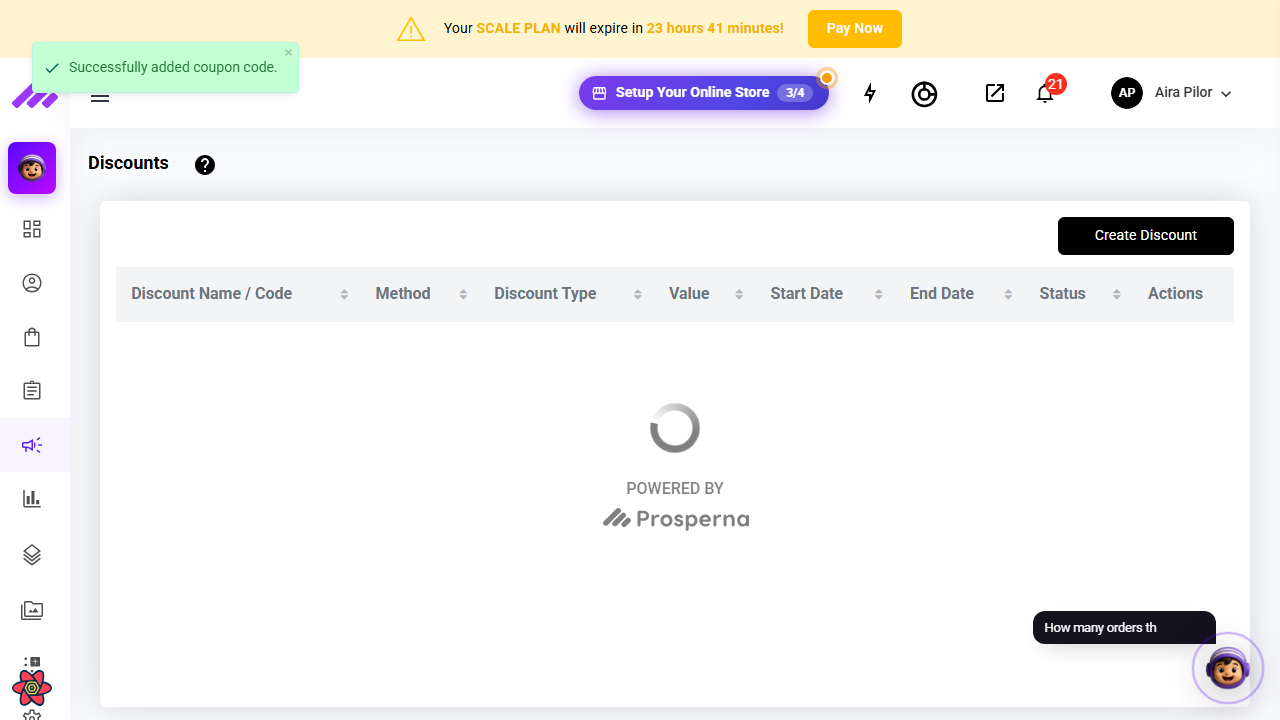 Your SCALE PLAN will expire in 23 hours 41 minutes!
Pay Now
Successfully added coupon code.
×
Setup Your Online Store 3/4
21
AP
Aira Pilor
Discounts
?
Create Discount
Discount Name / Code
Method
Discount Type
Value
Start Date
End Date
Status
Actions
POWERED BY
Prosperna
How many orders th